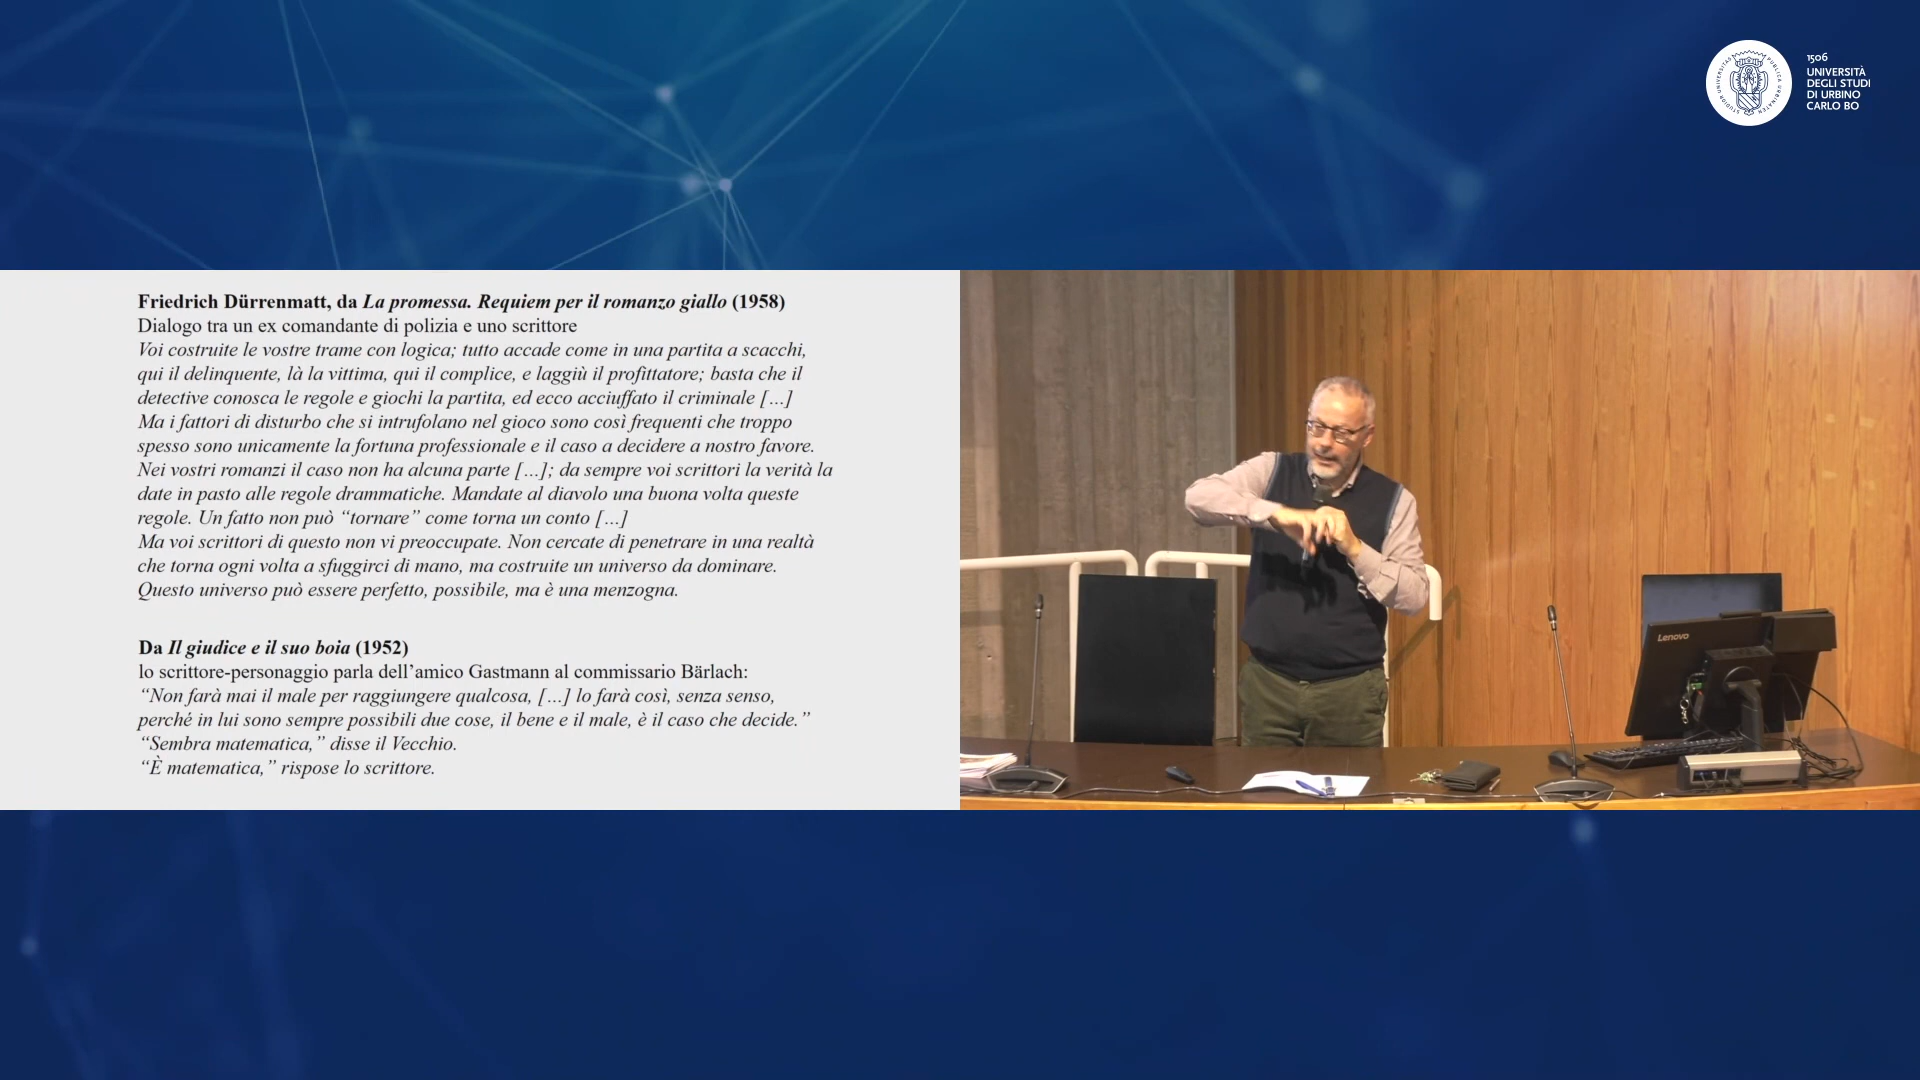 1506
UNIVERSITÀ
DEGLI STUDI
DI URBINO
CARLO BO
Friedrich Dürrenmatt, da La promessa. Requiem per il romanzo giallo (1958)
Dialogo tra un ex comandante di polizia e uno scrittore
Voi costruite le vostre trame con logica; tutto accade come in una partita a scacchi,
qui il delinquente, là la vittima, qui il complice, e laggiù il profittatore; basta che il
detective conosca le regole e giochi la partita, ed ecco acciuffato il criminale […]
Ma i fattori di disturbo che si intrufolano nel gioco sono così frequenti che troppo
spesso sono unicamente la fortuna professionale e il caso a decidere a nostro favore.
Nei vostri romanzi il caso non ha alcuna parte […]; da sempre voi scrittori la verità la
date in pasto alle regole drammatiche. Mandate al diavolo una buona volta queste
regole. Un fatto non può “tornare” come torna un conto […]
Ma voi scrittori di questo non vi preoccupate. Non cercate di penetrare in una realtà
che torna ogni volta a sfuggirci di mano, ma costruite un universo da dominare.
Questo universo può essere perfetto, possibile, ma è una menzogna.
Da Il giudice e il suo boia (1952)
lo scrittore-personaggio parla dell’amico Gastmann al commissario Bärlach:
“Non farà mai il male per raggiungere qualcosa, […] lo farà così, senza senso,
perché in lui sono sempre possibili due cose, il bene e il male, è il caso che decide.”
“Sembra matematica,” disse il Vecchio.
“È matematica,” rispose lo scrittore.
Lenovo